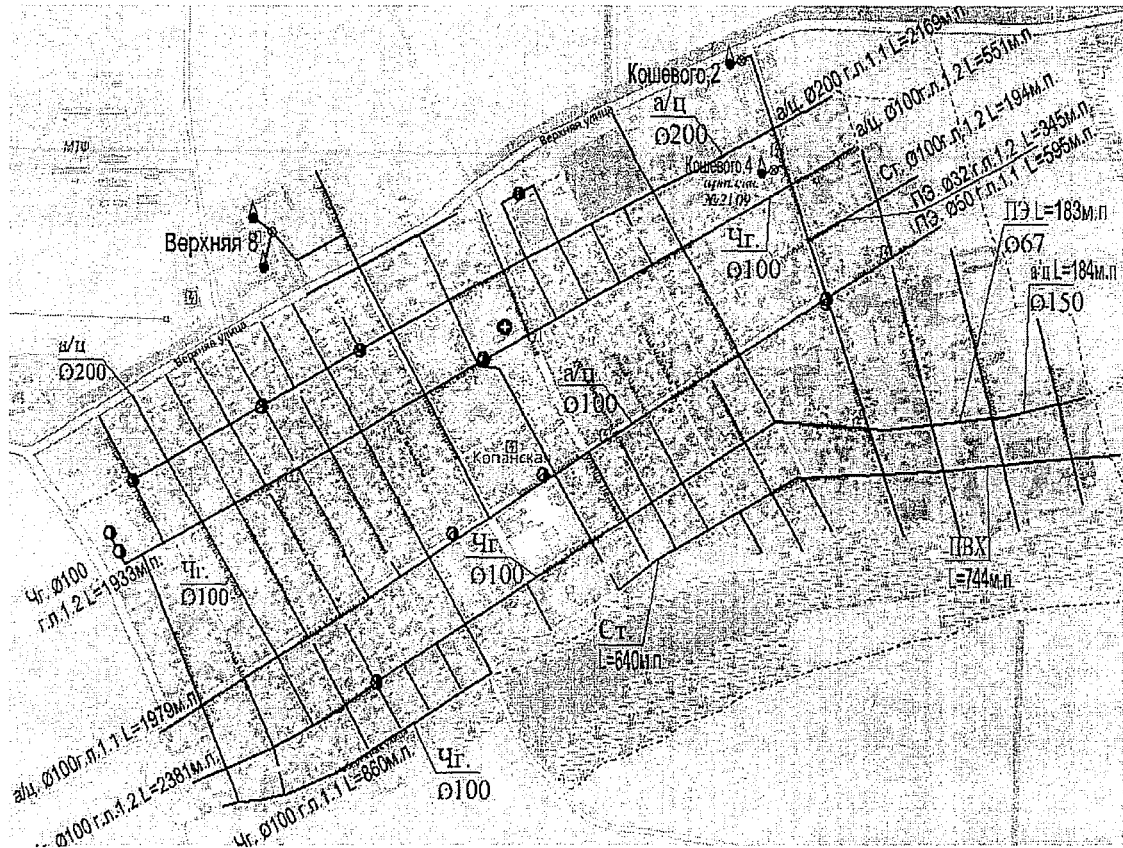 Кошевого,2
а/ц
Ø200
а/ц. Ø200 г.п.1.1 L=2169м.п.
а/ц. Ø100г.п.1.2 L=551м.п.
Ст. Ø100г.п.1.2 L=194м.п.
ПЭ. Ø32г.п.1.2. L=345м.п.
ПЭ. Ø50 г.п.1.1 L=595м.п.
Верхняя улица
МТФ
Кошевого,4
№2109
Чг.
Ø100
ПЭ L=183м.п
Ø67
Верхняя 8
а/ц L=184м.п
Ø150
Верхняя улица
а/ц
Ø200
а/ц
Ø100
Копанска
Чг. Ø100
г.п.1.2 L=1933м.п.
Чг.
Ø100
Чг.
Ø100
ПВХ
L=744м.п.
Ст.
L=640м.п.
а/ц. Ø100г.п.1.1 L=1979м.п.
Ø100 г.п.1.2 L=2381м.п.
Чг. Ø100 г.п.1.1 L=860м.п.
Чг.
Ø100